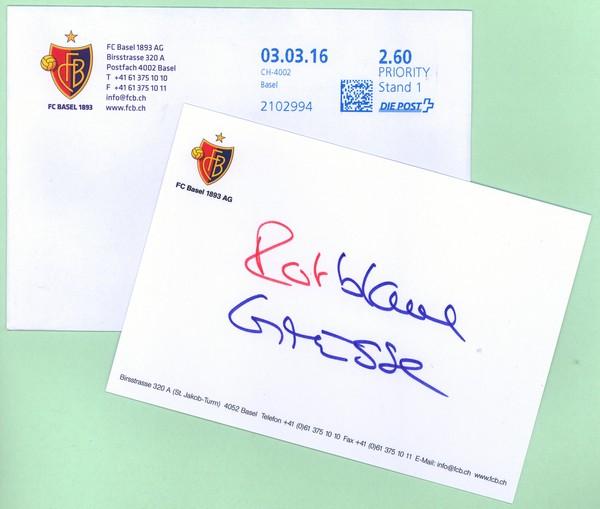 FC Basel 1893 AG
Birsstrasse 320 A
Postfach 4002 Basel
T +41 61 375 10 10
F +41 61 375 10 11
info@fcb.ch
www.fcb.ch
FCB
FC BASEL 1893
03.03.16
CH-4002
Basel
2102994
2.60
PRIORITY
Stand 1
DIE POST
FCB
FC Basel 1893 AG
Rotblaue
Grüsse
Birsstrasse 320 A (St. Jakob-Turm) 4052 Basel Telefon +41 (0)61 375 10 10 Fax +41 (0)61 375 10 11 E-Mail: info@fcb.ch www.fcb.ch